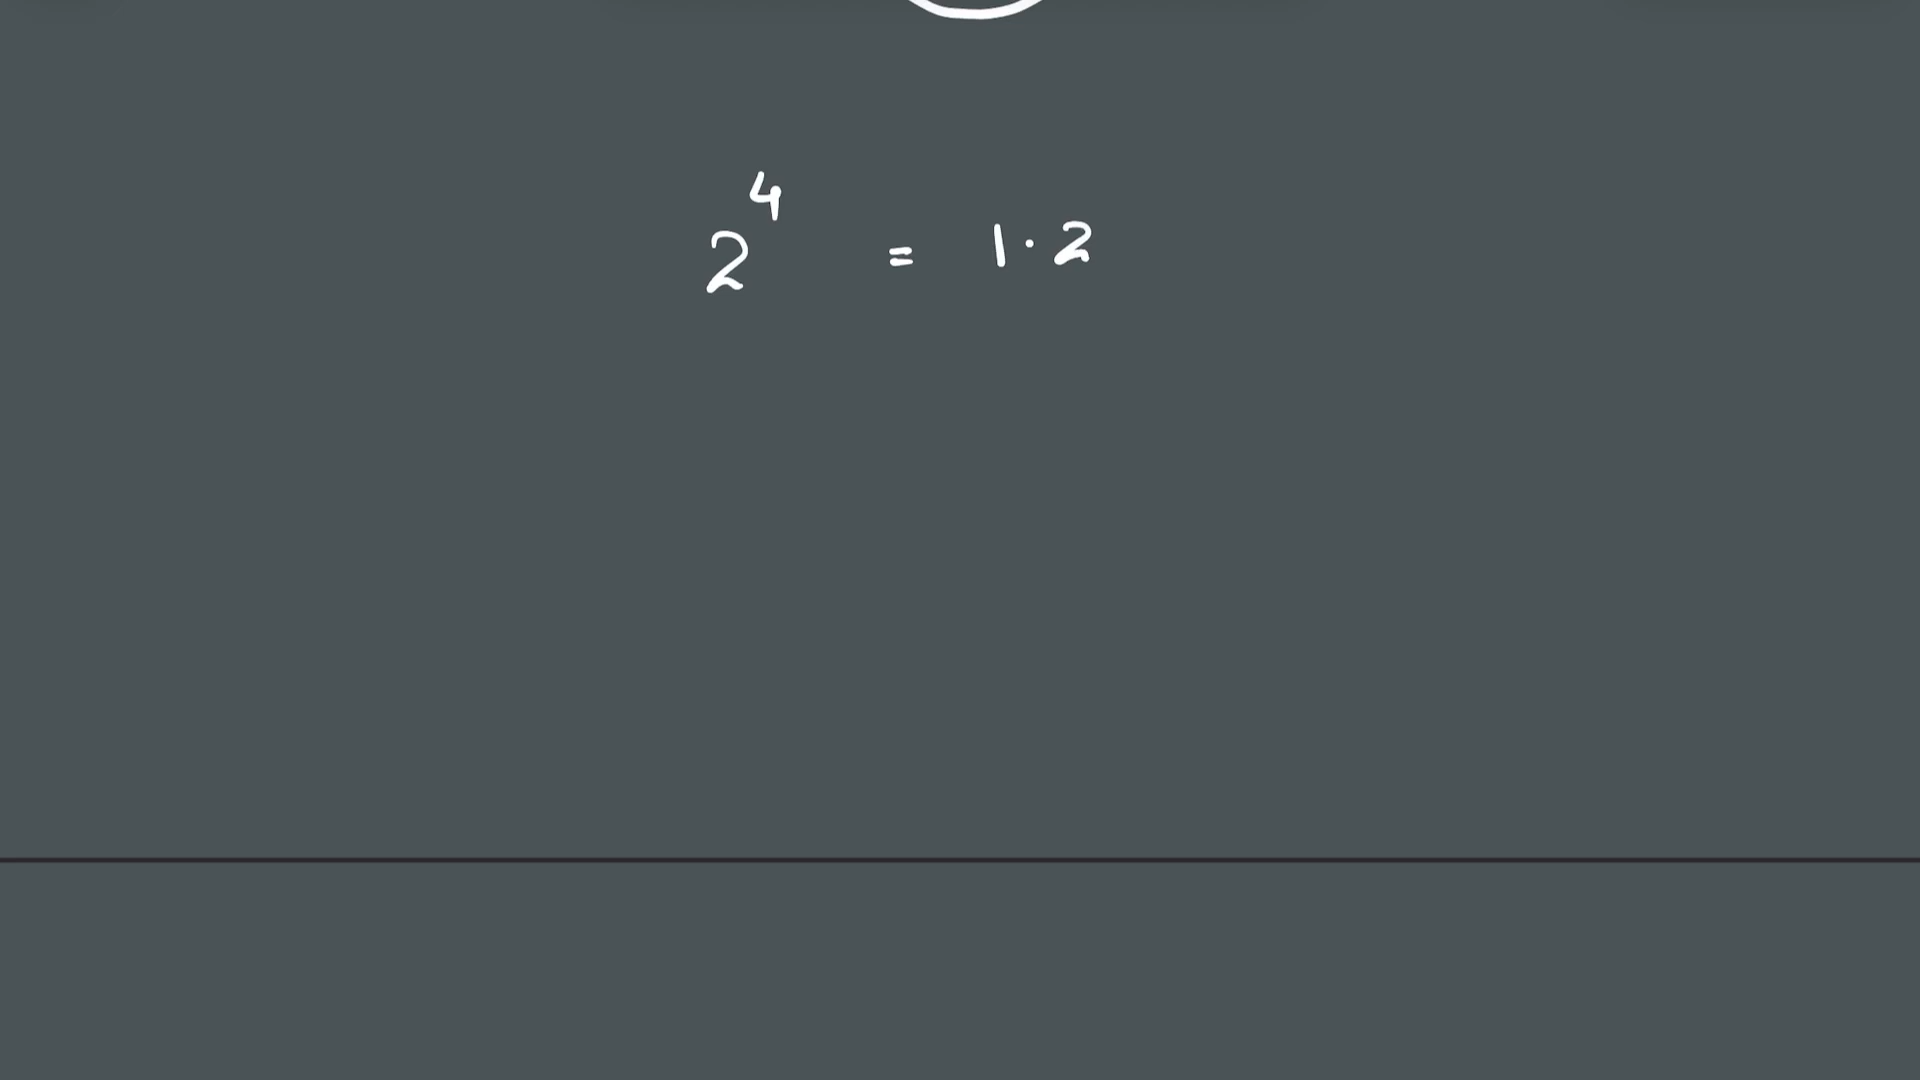 2⁴ = 1·2